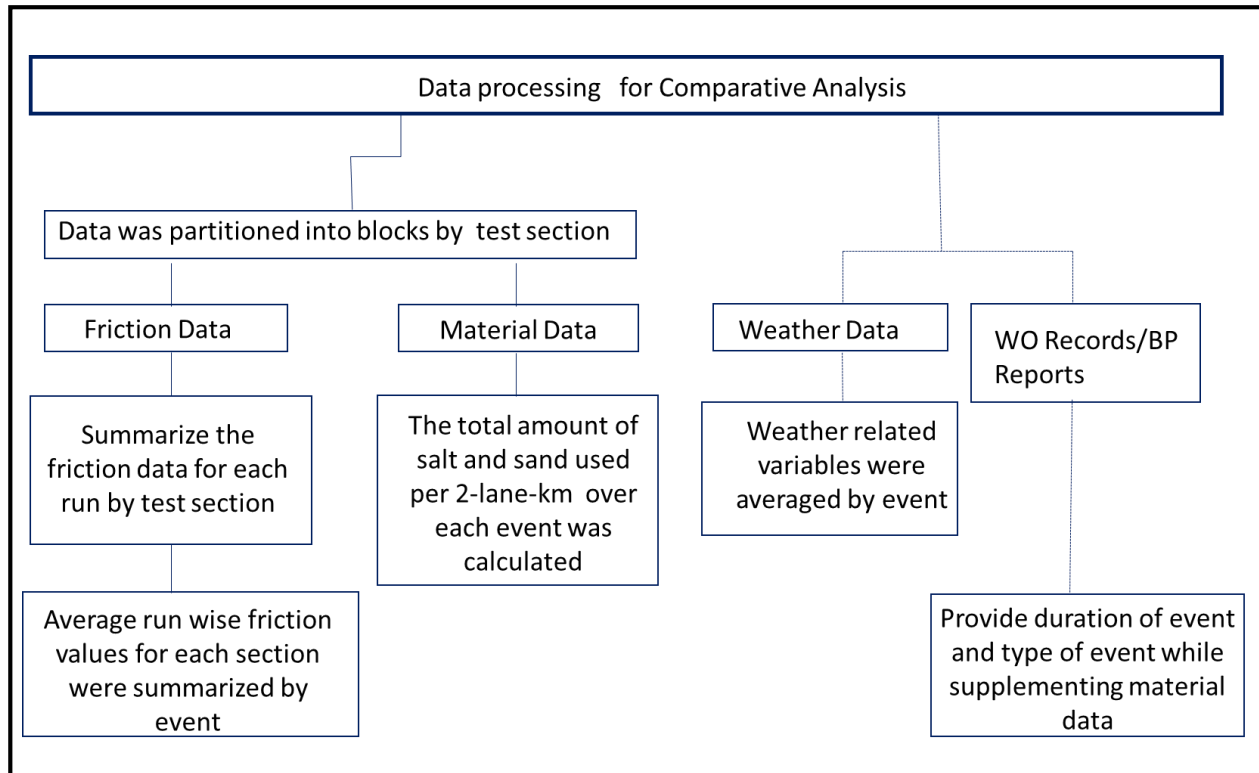 Data processing for Comparative Analysis
Data was partitioned into blocks by test section
Friction Data
Material Data
Weather Data
WO Records/BP
Reports
Summarize the
friction data for each
run by test section
The total amount of
salt and sand used
per 2-lane-km over
each event was
calculated
Weather related
variables were
averaged by event
Average run wise friction
values for each section
were summarized by
event
Provide duration of event
and type of event while
supplementing material
data